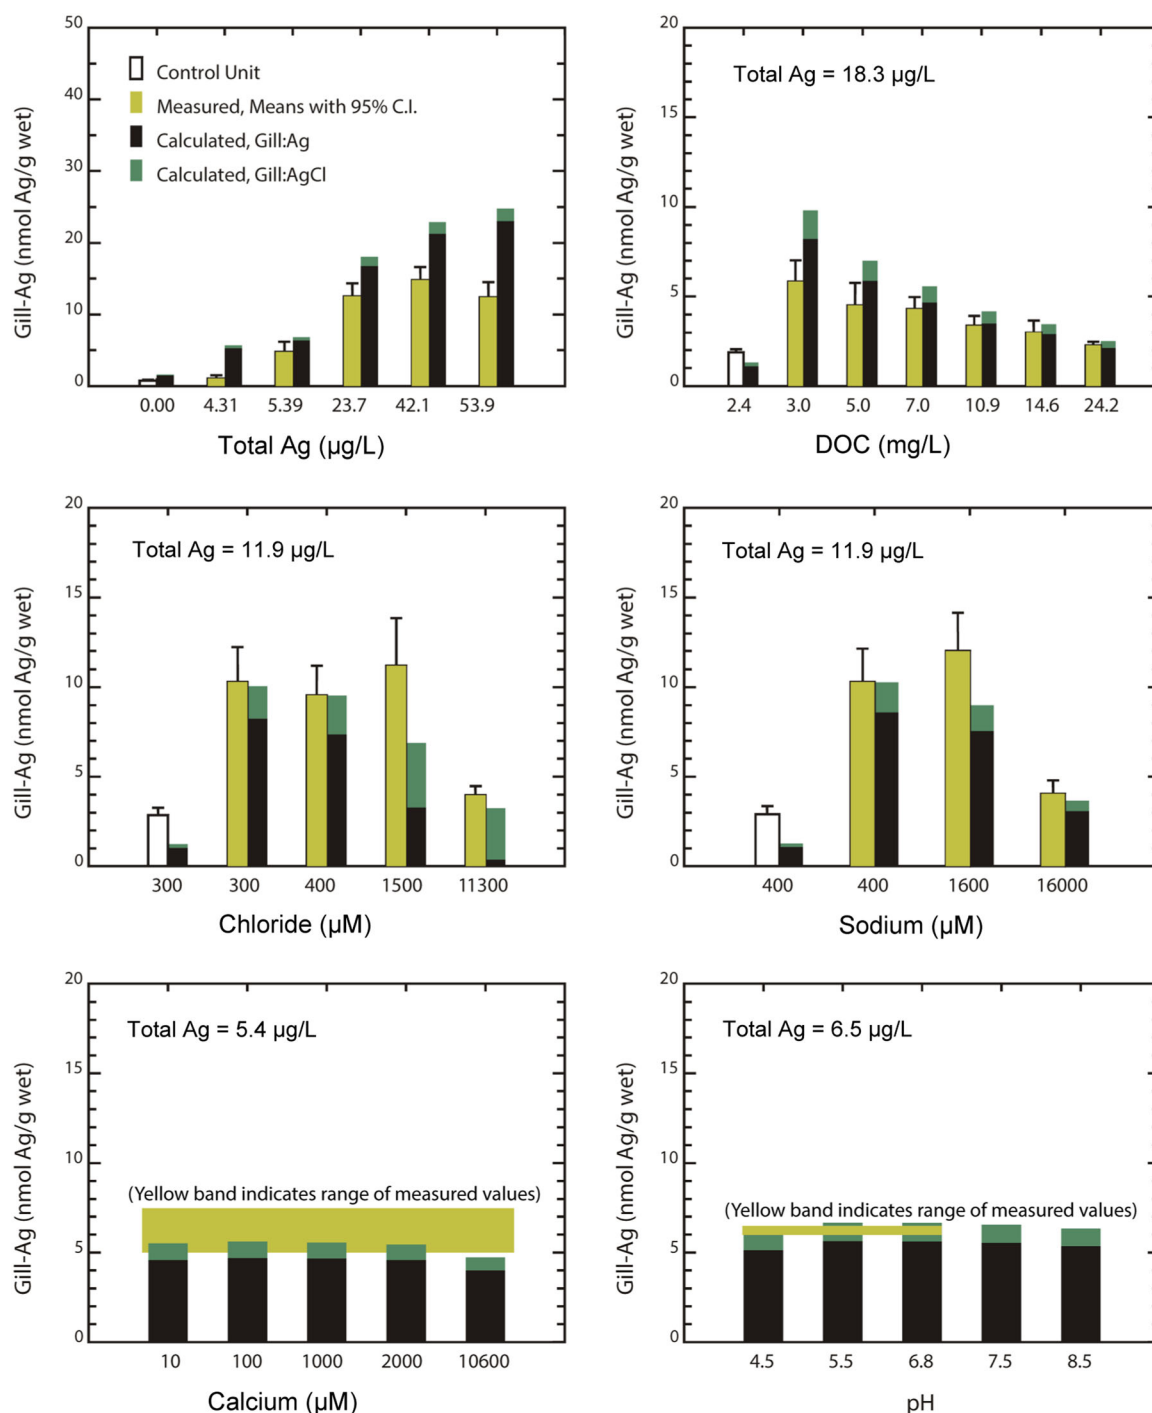 50
40
30
20
10
0
Gill-Ag (nmol Ag/g wet)
Control Unit
Measured, Means with 95% C.I.
Calculated, Gill:Ag
Calculated, Gill:AgCl
0.00 4.31 5.39 23.7 42.1 53.9
Total Ag (µg/L)
20
15
10
5
0
Gill-Ag (nmol Ag/g wet)
Total Ag = 18.3 µg/L
2.4 3.0 5.0 7.0 10.9 14.6 24.2
DOC (mg/L)
20
15
10
5
0
Gill-Ag (nmol Ag/g wet)
Total Ag = 11.9 µg/L
300 300 400 1500 11300
Chloride (µM)
20
15
10
5
0
Gill-Ag (nmol Ag/g wet)
Total Ag = 11.9 µg/L
400 400 1600 16000
Sodium (µM)
20
15
10
5
0
Gill-Ag (nmol Ag/g wet)
Total Ag = 5.4 µg/L
(Yellow band indicates range of measured values)
10 100 1000 2000 10600
Calcium (µM)
20
15
10
5
0
Gill-Ag (nmol Ag/g wet)
Total Ag = 6.5 µg/L
(Yellow band indicates range of measured values)
4.5 5.5 6.8 7.5 8.5
pH